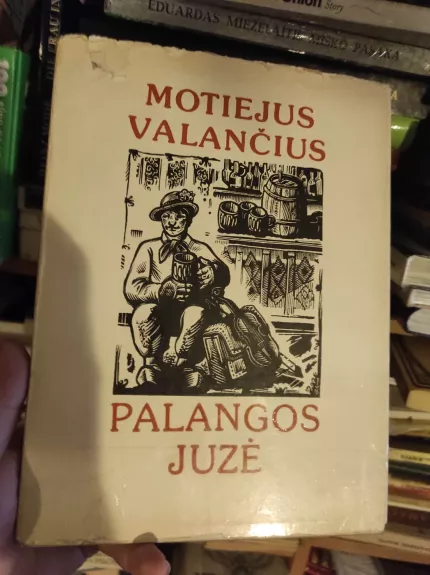 EDUARDAS MIEŽELAITIS
MOTIEJUS
VALANČIUS
PALANGOS
JUZĖ